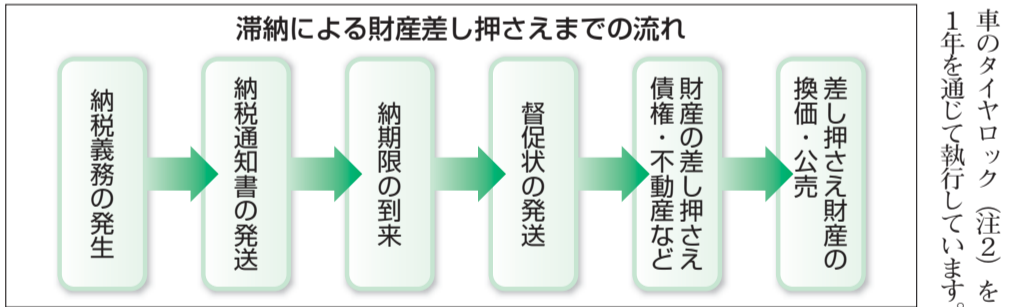 滞納による財産差し押さえまでの流れ
納税義務の発生
納税通知書の発送
納期限の到来
督促状の発送
財産の差し押さえ
債権・不動産など
差し押さえ財産の
換価・公売
車のタイヤロック（注２）を
１年を通じて執行しています。